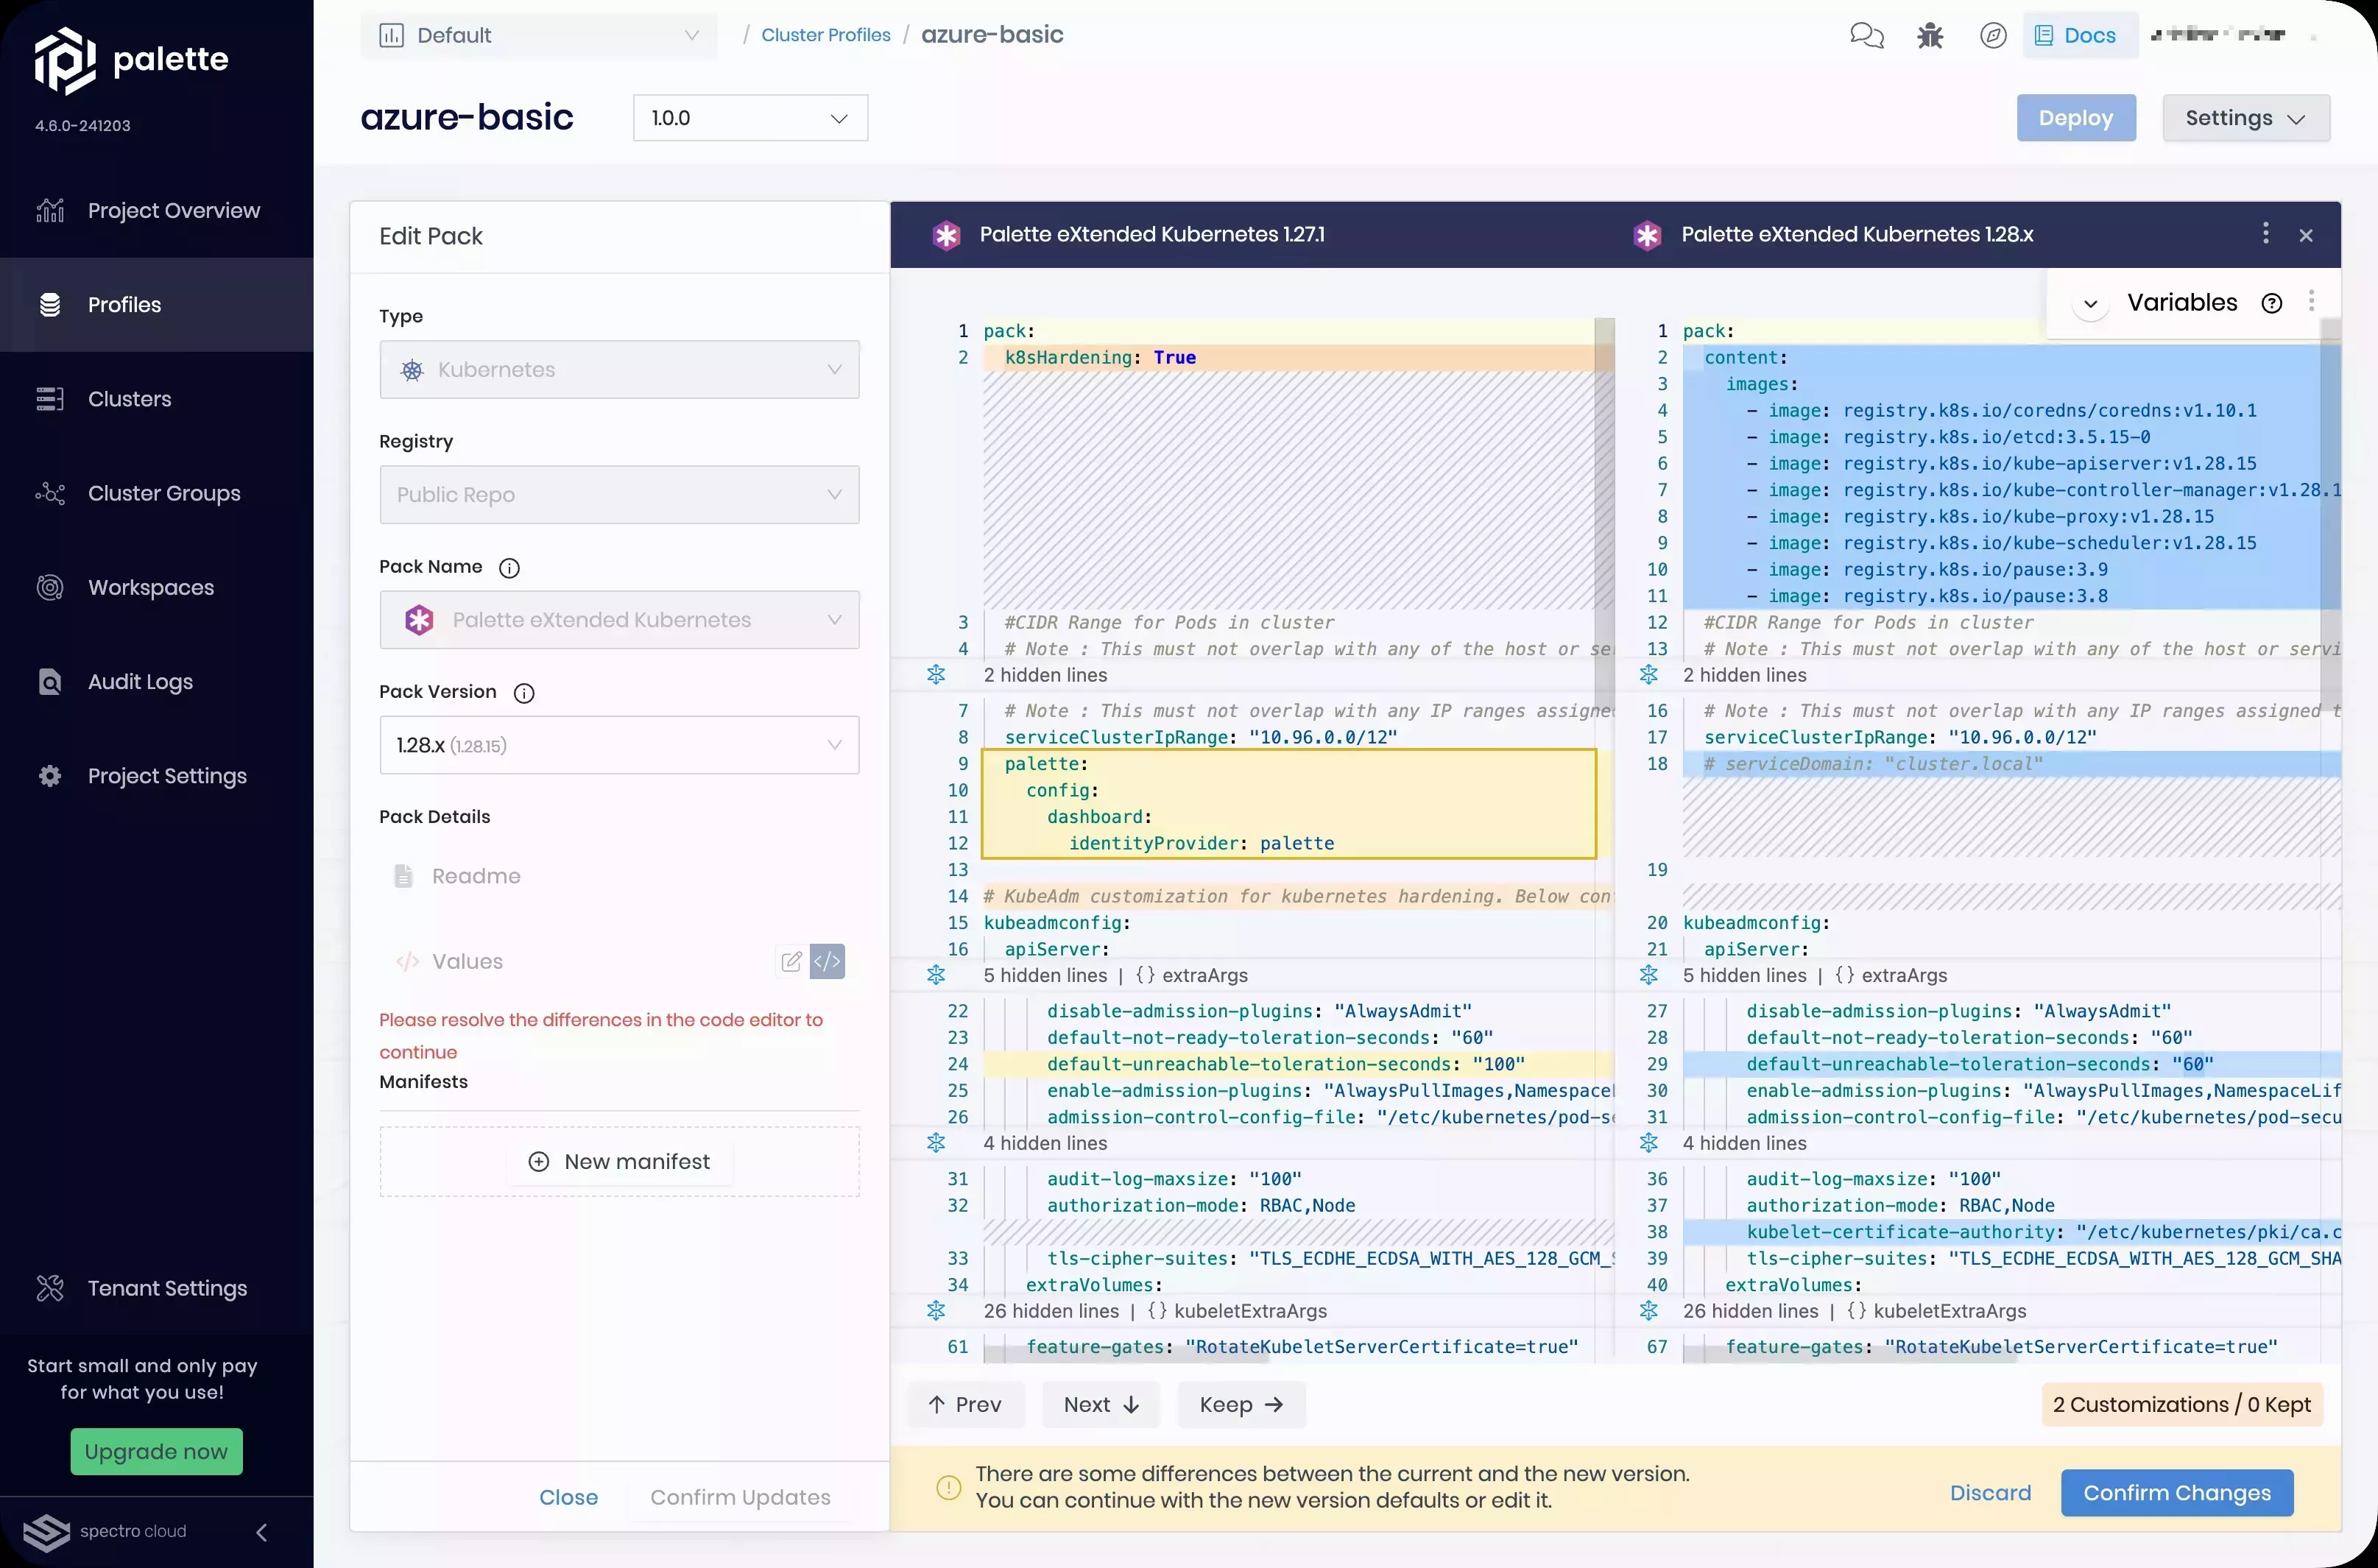 palette
4.6.0-241203
Project Overview
Profiles
Clusters
Cluster Groups
Workspaces
Audit Logs
Project Settings
Tenant Settings
Start small and only pay
for what you use!
Upgrade now
spectro cloud
Default
/ Cluster Profiles / azure-basic
Docs
azure-basic
1.0.0
Deploy
Settings
Edit Pack
Type
Kubernetes
Registry
Public Repo
Pack Name
Palette eXtended Kubernetes
Pack Version
1.28.x (1.28.15)
Pack Details
Readme
Values
Please resolve the differences in the code editor to
continue
Manifests
New manifest
Close
Confirm Updates
Palette eXtended Kubernetes 1.27.1
1 pack:
2 k8sHardening: True
3 #CIDR Range for Pods in cluster
4 # Note : This must not overlap with any of the host or se
2 hidden lines
7 # Note : This must not overlap with any IP ranges assigne
8 serviceClusterIpRange: "10.96.0.0/12"
9 palette:
10 config:
11 dashboard:
12 identityProvider: palette
13
14 # KubeAdm customization for kubernetes hardening. Below con
15 kubeadmconfig:
16 apiServer:
5 hidden lines | {} extraArgs
22 disable-admission-plugins: "AlwaysAdmit"
23 default-not-ready-toleration-seconds: "60"
24 default-unreachable-toleration-seconds: "100"
25 enable-admission-plugins: "AlwaysPullImages,NamespaceL
26 admission-control-config-file: "/etc/kubernetes/pod-s
4 hidden lines
31 audit-log-maxsize: "100"
32 authorization-mode: RBAC,Node
33 tls-cipher-suites: "TLS_ECDHE_ECDSA_WITH_AES_128_GCM_
34 extraVolumes:
26 hidden lines | {} kubeletExtraArgs
61 feature-gates: "RotateKubeletServerCertificate=true"
Palette eXtended Kubernetes 1.28.x
Variables
1 pack:
2 content:
3 images:
4 - image: registry.k8s.io/coredns/coredns:v1.10.1
5 - image: registry.k8s.io/etcd:3.5.15-0
6 - image: registry.k8s.io/kube-apiserver:v1.28.15
7 - image: registry.k8s.io/kube-controller-manager:v1.28.1
8 - image: registry.k8s.io/kube-proxy:v1.28.15
9 - image: registry.k8s.io/kube-scheduler:v1.28.15
10 - image: registry.k8s.io/pause:3.9
11 - image: registry.k8s.io/pause:3.8
12 #CIDR Range for Pods in cluster
13 # Note : This must not overlap with any of the host or servi
2 hidden lines
16 # Note : This must not overlap with any IP ranges assigned t
17 serviceClusterIpRange: "10.96.0.0/12"
18 # serviceDomain: "cluster.local"
19
20 kubeadmconfig:
21 apiServer:
5 hidden lines | {} extraArgs
27 disable-admission-plugins: "AlwaysAdmit"
28 default-not-ready-toleration-seconds: "60"
29 default-unreachable-toleration-seconds: "60"
30 enable-admission-plugins: "AlwaysPullImages,NamespaceLif
31 admission-control-config-file: "/etc/kubernetes/pod-secu
4 hidden lines
36 audit-log-maxsize: "100"
37 authorization-mode: RBAC,Node
38 kubelet-certificate-authority: "/etc/kubernetes/pki/ca.c
39 tls-cipher-suites: "TLS_ECDHE_ECDSA_WITH_AES_128_GCM_SHA
40 extraVolumes:
26 hidden lines | {} kubeletExtraArgs
67 feature-gates: "RotateKubeletServerCertificate=true"
Prev
Next
Keep
2 Customizations / 0 Kept
There are some differences between the current and the new version.
You can continue with the new version defaults or edit it.
Discard
Confirm Changes